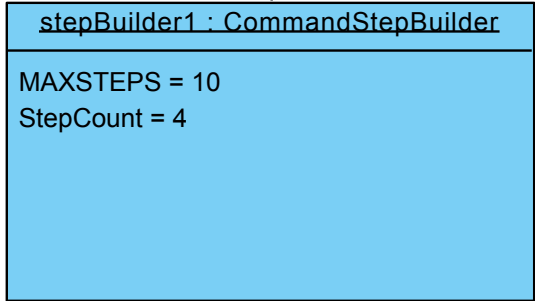 stepBuilder1 : CommandStepBuilder
MAXSTEPS = 10
StepCount = 4